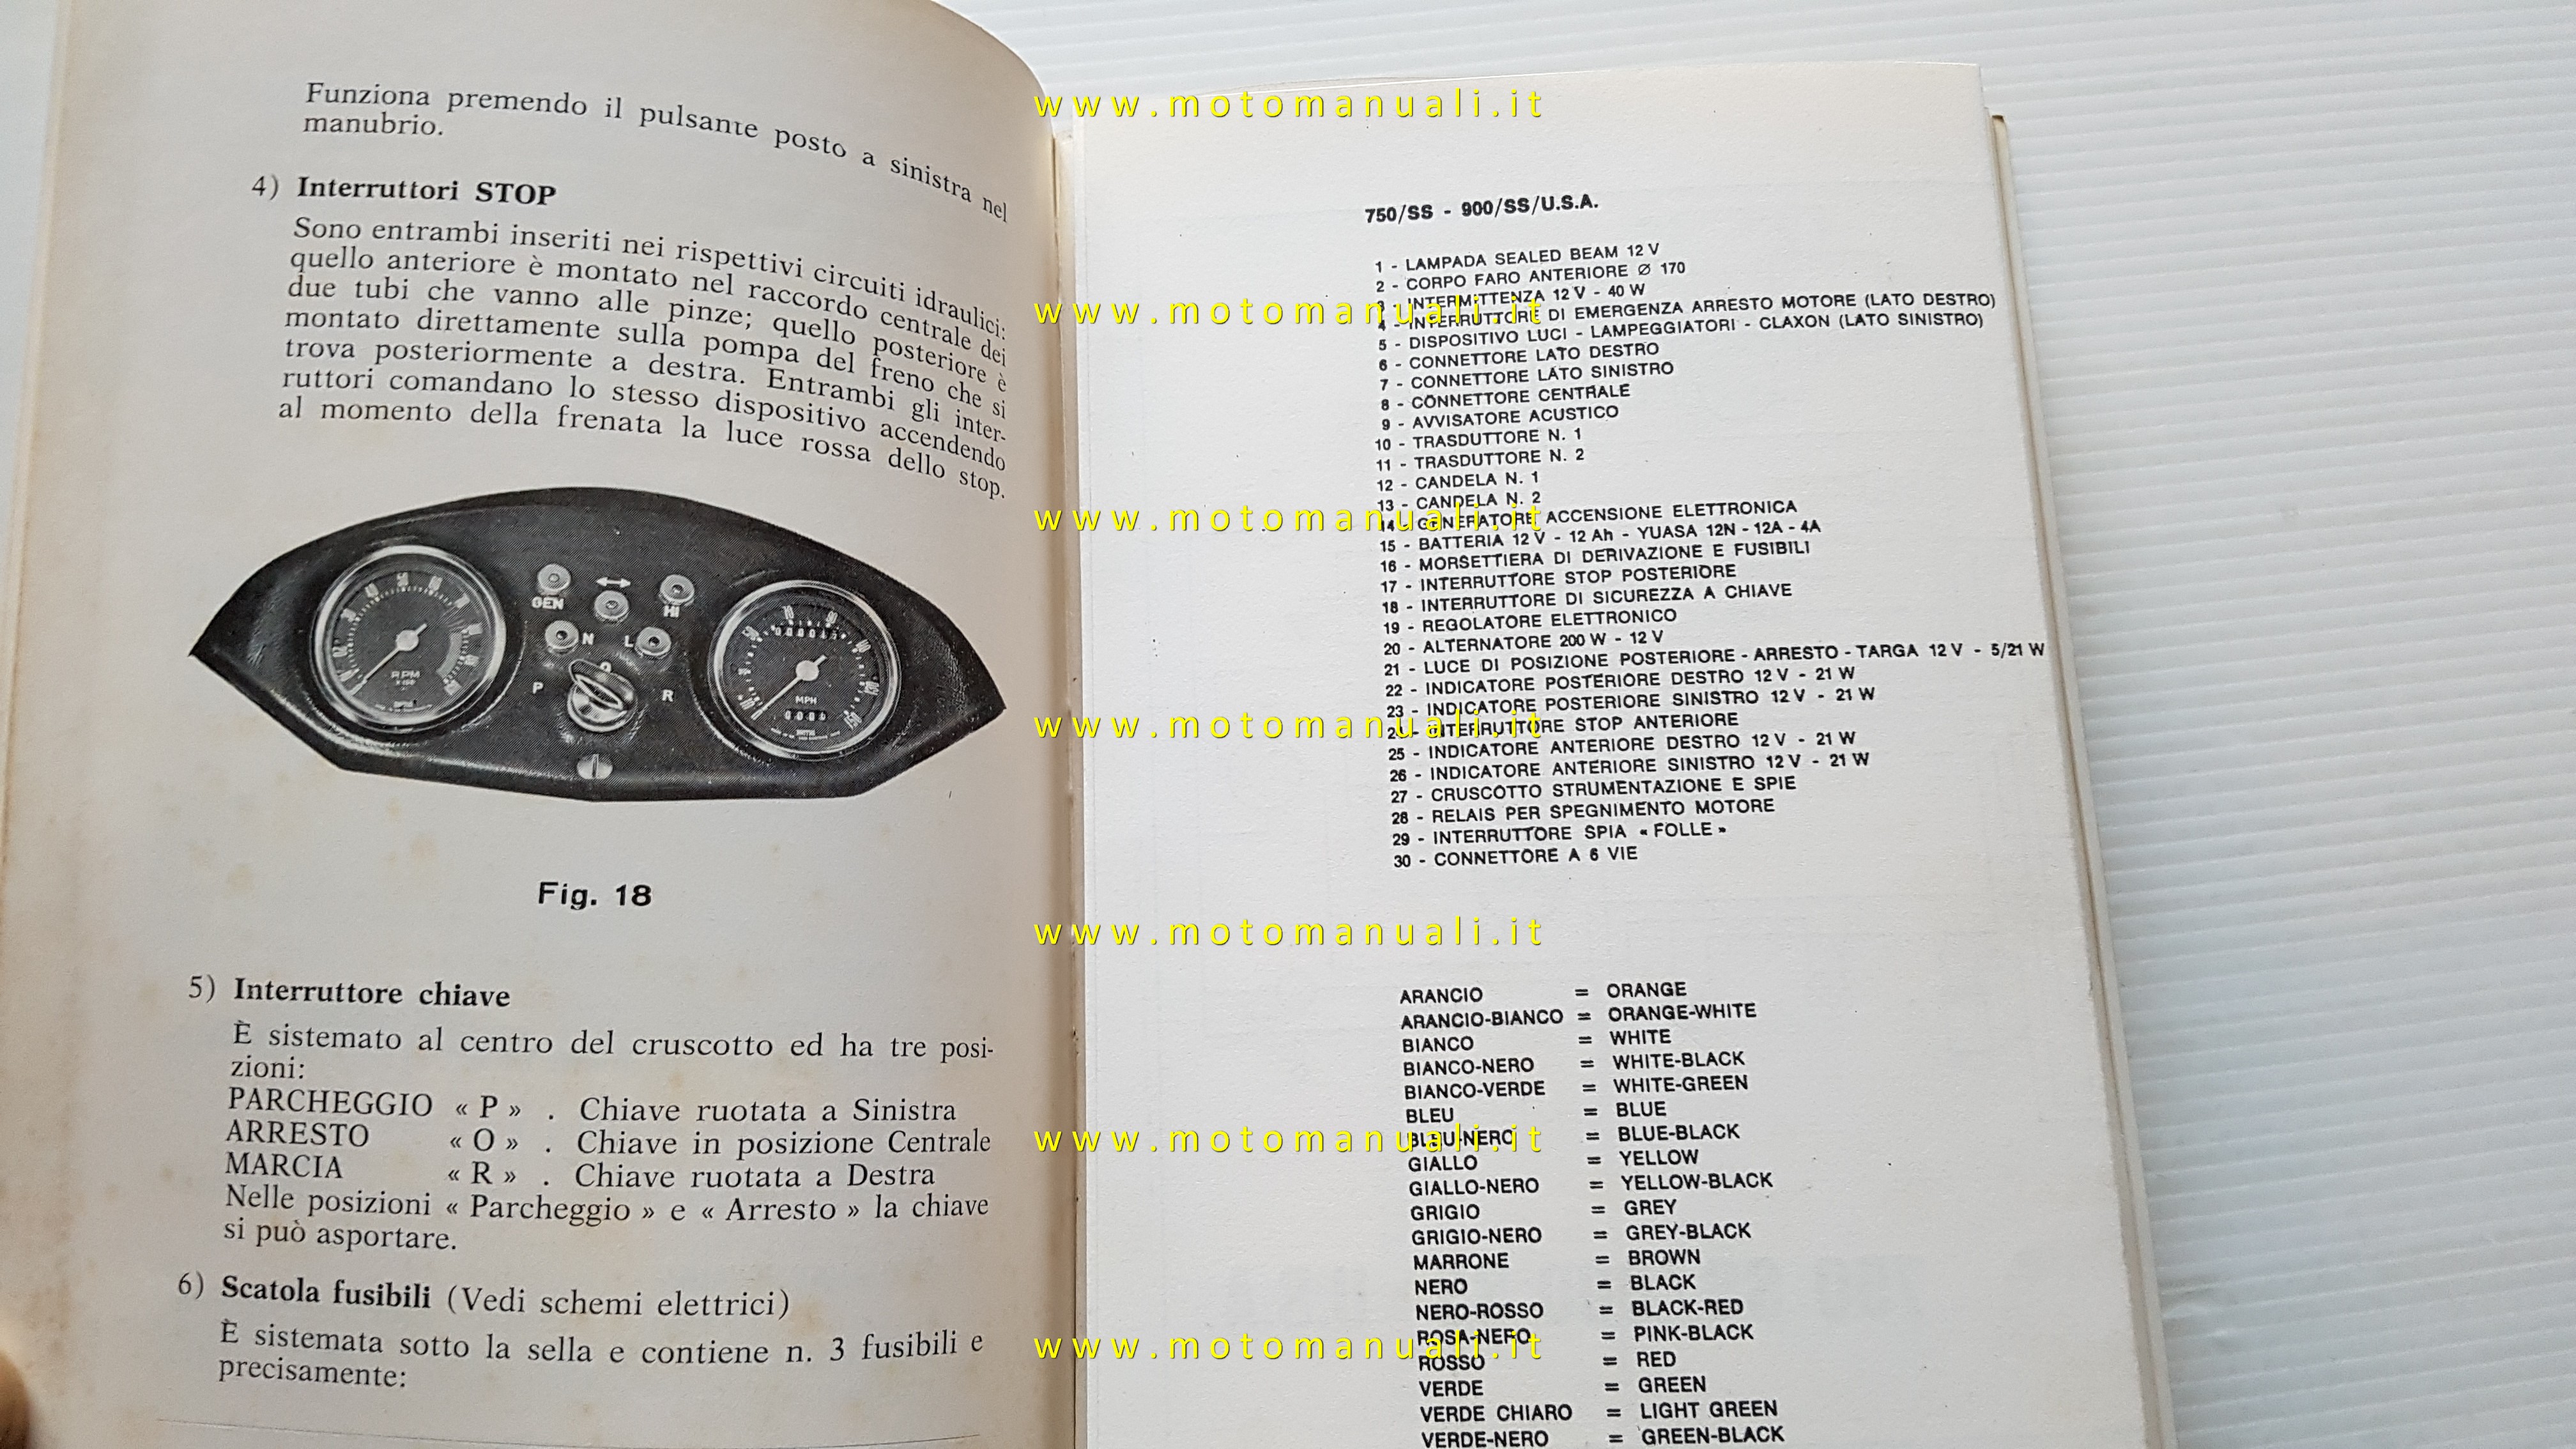 Funziona premendo il pulsante posto a sinistra nel
manubrio.
4) Interruttori STOP
Sono entrambi inseriti nei rispettivi circuiti idraulici:
quello anteriore è montato nel raccordo centrale dei
due tubi che vanno alle pinze; quello posteriore è
montato direttamente sulla pompa del freno che si
trova posteriormente a destra. Entrambi gli inter-
ruttori comandano lo stesso dispositivo accendendo
al momento della frenata la luce rossa dello stop.
GEN
HI
N
L
O
P
R
RPM
MPH
Fig. 18
5) Interruttore chiave
È sistemato al centro del cruscotto ed ha tre posi-
zioni:
PARCHEGGIO « P » . Chiave ruotata a Sinistra
ARRESTO « O » . Chiave in posizione Centrale
MARCIA « R » . Chiave ruotata a Destra
Nelle posizioni « Parcheggio » e « Arresto » la chiave
si può asportare.
6) Scatola fusibili (Vedi schemi elettrici)
È sistemata sotto la sella e contiene n. 3 fusibili e
precisamente:
www.motomanuali.it
750/SS - 900/SS/U.S.A.
1 - LAMPADA SEALED BEAM 12 V
2 - CORPO FARO ANTERIORE Ø 170
3 - INTERMITTENZA 12 V - 40 W
www.motomanuali.it
4 - INTERRUTTORE DI EMERGENZA ARRESTO MOTORE (LATO DESTRO)
5 - DISPOSITIVO LUCI - LAMPEGGIATORI - CLAXON (LATO SINISTRO)
6 - CONNETTORE LATO DESTRO
7 - CONNETTORE LATO SINISTRO
8 - CONNETTORE CENTRALE
9 - AVVISATORE ACUSTICO
10 - TRASDUTTORE N. 1
11 - TRASDUTTORE N. 2
12 - CANDELA N. 1
13 - CANDELA N. 2
www.motomanuali.it
14 - GENERATORE ACCENSIONE ELETTRONICA
15 - BATTERIA 12 V - 12 Ah - YUASA 12N - 12A - 4A
16 - MORSETTIERA DI DERIVAZIONE E FUSIBILI
17 - INTERRUTTORE STOP POSTERIORE
18 - INTERRUTTORE DI SICUREZZA A CHIAVE
19 - REGOLATORE ELETTRONICO
20 - ALTERNATORE 200 W - 12 V
21 - LUCE DI POSIZIONE POSTERIORE - ARRESTO - TARGA 12 V - 5/21 W
22 - INDICATORE POSTERIORE DESTRO 12 V - 21 W
23 - INDICATORE POSTERIORE SINISTRO 12 V - 21 W
www.motomanuali.it
24 - INTERRUTTORE STOP ANTERIORE
25 - INDICATORE ANTERIORE DESTRO 12 V - 21 W
26 - INDICATORE ANTERIORE SINISTRO 12 V - 21 W
27 - CRUSCOTTO STRUMENTAZIONE E SPIE
28 - RELAIS PER SPEGNIMENTO MOTORE
29 - INTERRUTTORE SPIA « FOLLE »
30 - CONNETTORE A 6 VIE
www.motomanuali.it
ARANCIO = ORANGE
ARANCIO-BIANCO = ORANGE-WHITE
BIANCO = WHITE
BIANCO-NERO = WHITE-BLACK
BIANCO-VERDE = WHITE-GREEN
BLEU = BLUE
BLEU-NERO = BLUE-BLACK
www.motomanuali.it
GIALLO = YELLOW
GIALLO-NERO = YELLOW-BLACK
GRIGIO = GREY
GRIGIO-NERO = GREY-BLACK
MARRONE = BROWN
NERO = BLACK
NERO-ROSSO = BLACK-RED
ROSA-NERO = PINK-BLACK
www.motomanuali.it
ROSSO = RED
VERDE = GREEN
VERDE CHIARO = LIGHT GREEN
VERDE-NERO = GREEN-BLACK